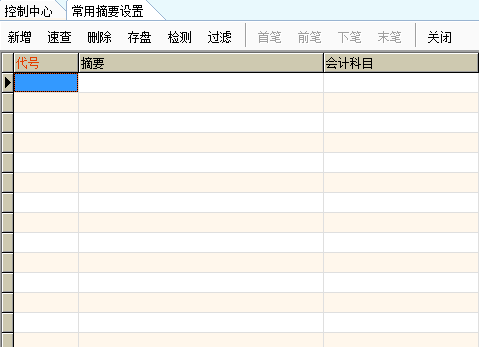 控制中心 常用摘要设置
新增 速查 删除 存盘 检测 过滤 首笔 前笔 下笔 末笔 关闭
代号 摘要 会计科目